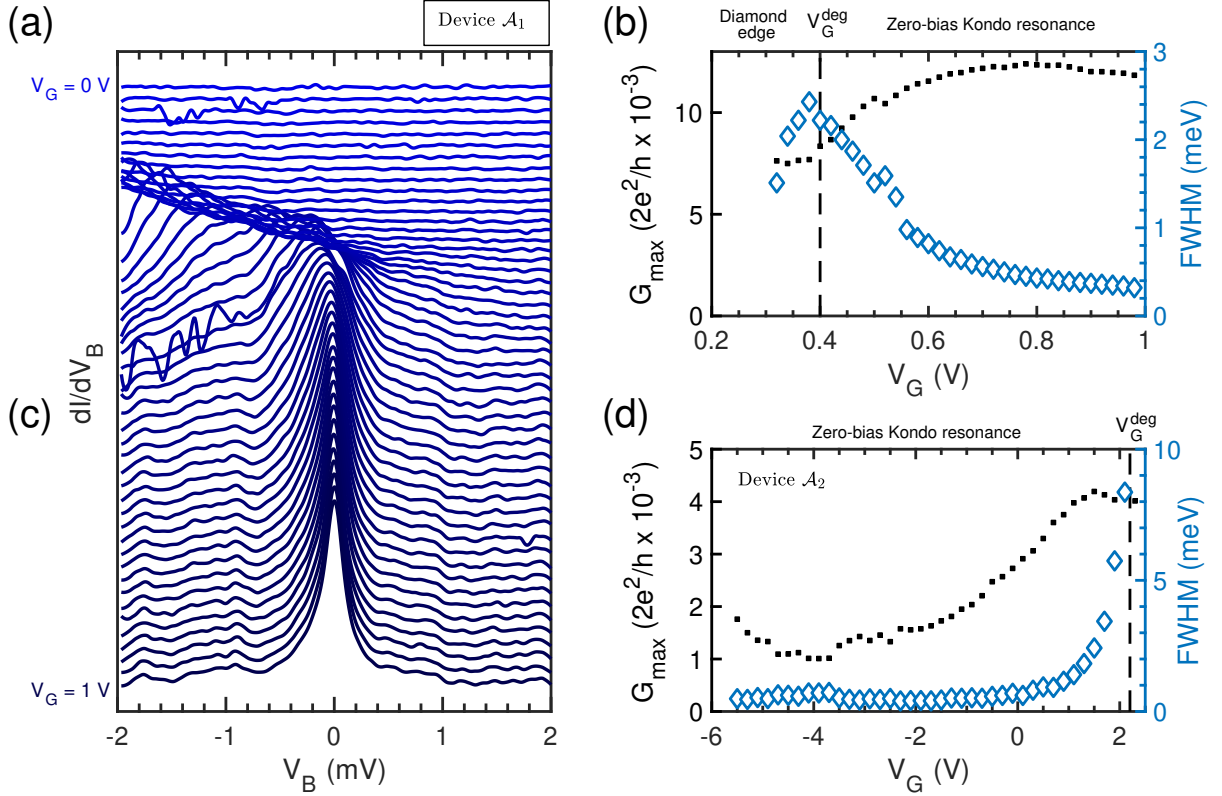 (a)
Device 𝒜₁
V_G = 0 V
V_G = 1 V
dI/dV_B
(c)
-2
-1
0
1
2
V_B (mV)
(b)
Diamond
edge
V_G^deg
Zero-bias Kondo resonance
G_max (2e²/h x 10⁻³)
0
5
10
0.2
0.4
0.6
0.8
1
V_G (V)
3
2
1
0
FWHM (meV)
(d)
Zero-bias Kondo resonance
V_G^deg
Device 𝒜₂
G_max (2e²/h x 10⁻³)
5
4
3
2
1
0
-6
-4
-2
0
2
V_G (V)
10
5
0
FWHM (meV)